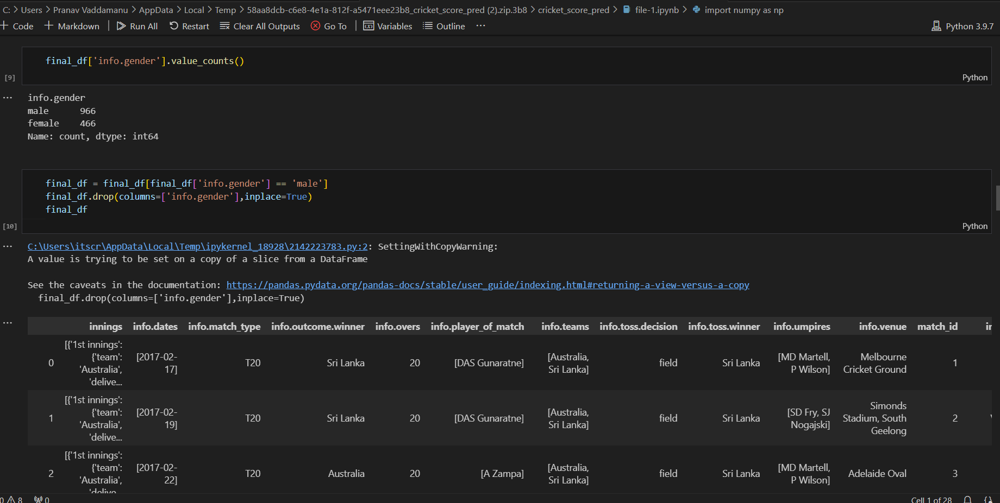 C: > Users > Pranav Vaddamanu > AppData > Local > Temp > 58aa8dcb-c6e8-4e1a-812f-a5471eee23b8_cricket_score_pred (2).zip.3b8 > cricket_score_pred > file-1.ipynb > import numpy as np
+ Code + Markdown | Run All Restart Clear All Outputs Go To | Variables Outline ... Python 3.9.7
final_df['info.gender'].value_counts()
[9] Python
... info.gender
male 966
female 466
Name: count, dtype: int64
final_df = final_df[final_df['info.gender'] == 'male']
final_df.drop(columns=['info.gender'],inplace=True)
final_df
[10] Python
... C:\Users\itscr\AppData\Local\Temp\ipykernel_18928\2142223783.py:2: SettingWithCopyWarning:
A value is trying to be set on a copy of a slice from a DataFrame
See the caveats in the documentation: https://pandas.pydata.org/pandas-docs/stable/user_guide/indexing.html#returning-a-view-versus-a-copy
final_df.drop(columns=['info.gender'],inplace=True)
...
innings info.dates info.match_type info.outcome.winner info.overs info.player_of_match info.teams info.toss.decision info.toss.winner info.umpires info.venue match_id
[{'1st innings':
{'team': [2017-02- [Australia, [MD Martell, Melbourne
0 T20 Sri Lanka 20 [DAS Gunaratne] field Sri Lanka 1
'Australia', 17] Sri Lanka] P Wilson] Cricket Ground
'delive...
[{'1st innings': Simonds
{'team': [2017-02- [Australia, [SD Fry, SJ
1 T20 Sri Lanka 20 [DAS Gunaratne] field Sri Lanka Stadium, South 2
'Australia', 19] Sri Lanka] Nogajski]
'delive... Geelong
[{'1st innings':
{'team': [2017-02- [Australia, [MD Martell,
2 T20 Australia 20 [A Zampa] field Sri Lanka Adelaide Oval 3
'Australia', 22] Sri Lanka] P Wilson]
'delive
0 8 0 Cell 1 of 28